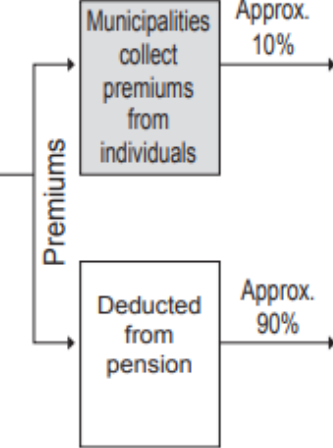 Municipalities
collect
premiums
from
individuals
Approx.
10%
Premiums
Deducted
from
pension
Approx.
90%